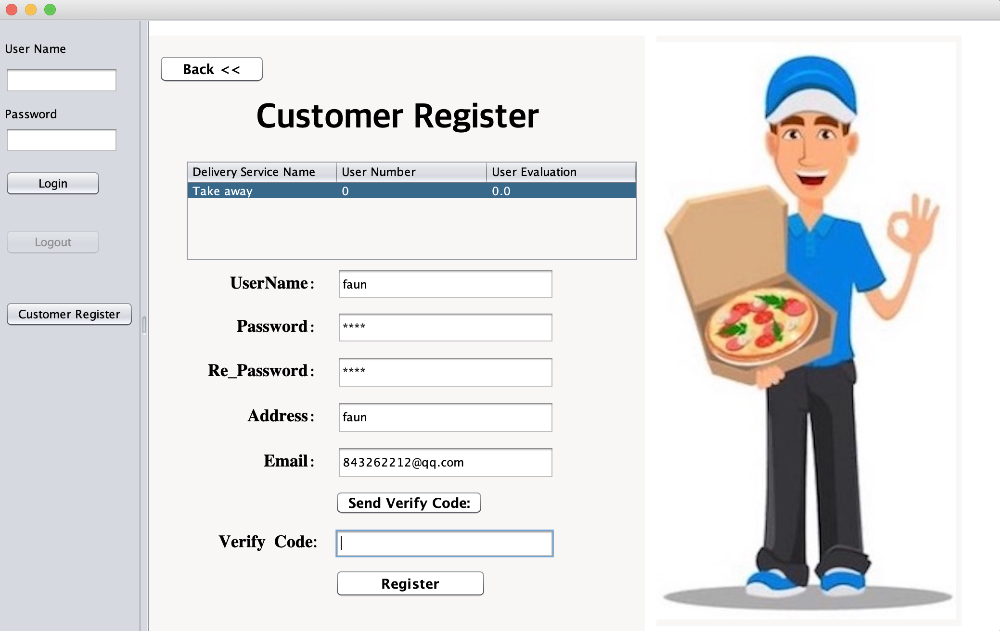 User Name
Password
Login
Logout
Customer Register
Back <<
Customer Register
Delivery Service Name User Number User Evaluation
Take away 0 0.0
UserName:
faun
Password:
****
Re_Password:
****
Address:
faun
Email:
843262212@qq.com
Send Verify Code:
Verify Code:
Register